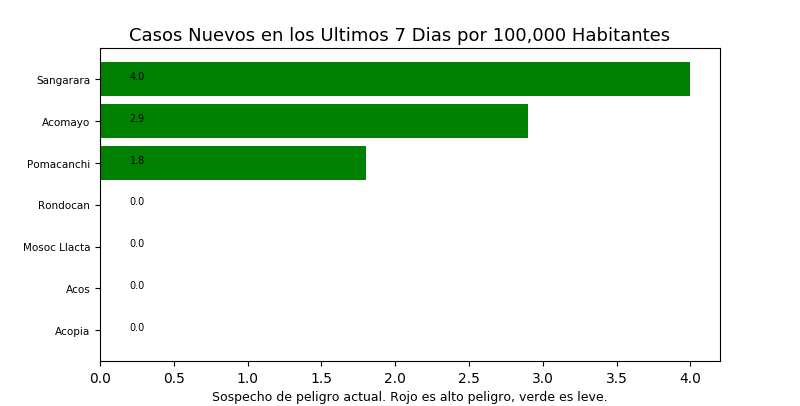 Casos Nuevos en los Ultimos 7 Dias por 100,000 Habitantes
Sangarara 4.0
Acomayo 2.9
Pomacanchi 1.8
Rondocan 0.0
Mosoc Llacta 0.0
Acos 0.0
Acopia 0.0
0.0 0.5 1.0 1.5 2.0 2.5 3.0 3.5 4.0
Sospecho de peligro actual. Rojo es alto peligro, verde es leve.